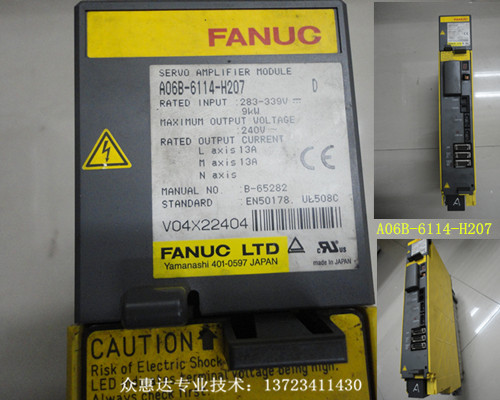 FANUC
SERVO AMPLIFIER MODULE
A06B-6114-H207 D
RATED INPUT :283-339V⎓
9kW
MAXIMUM OUTPUT VOLTAGE
:240V~
RATED OUTPUT CURRENT
L axis 13A
M axis 13A
N axis
MANUAL NO. :B-65282
STANDARD :EN50178. UL508C
V04X22404
CE
FANUC LTD
Yamanashi 401-0597 JAPAN
made in JAPAN
CAUTION
Risk of Electric Shock
LED
voltage being
Always check
众惠达专业技术：13723411430
A06B-6114-H207